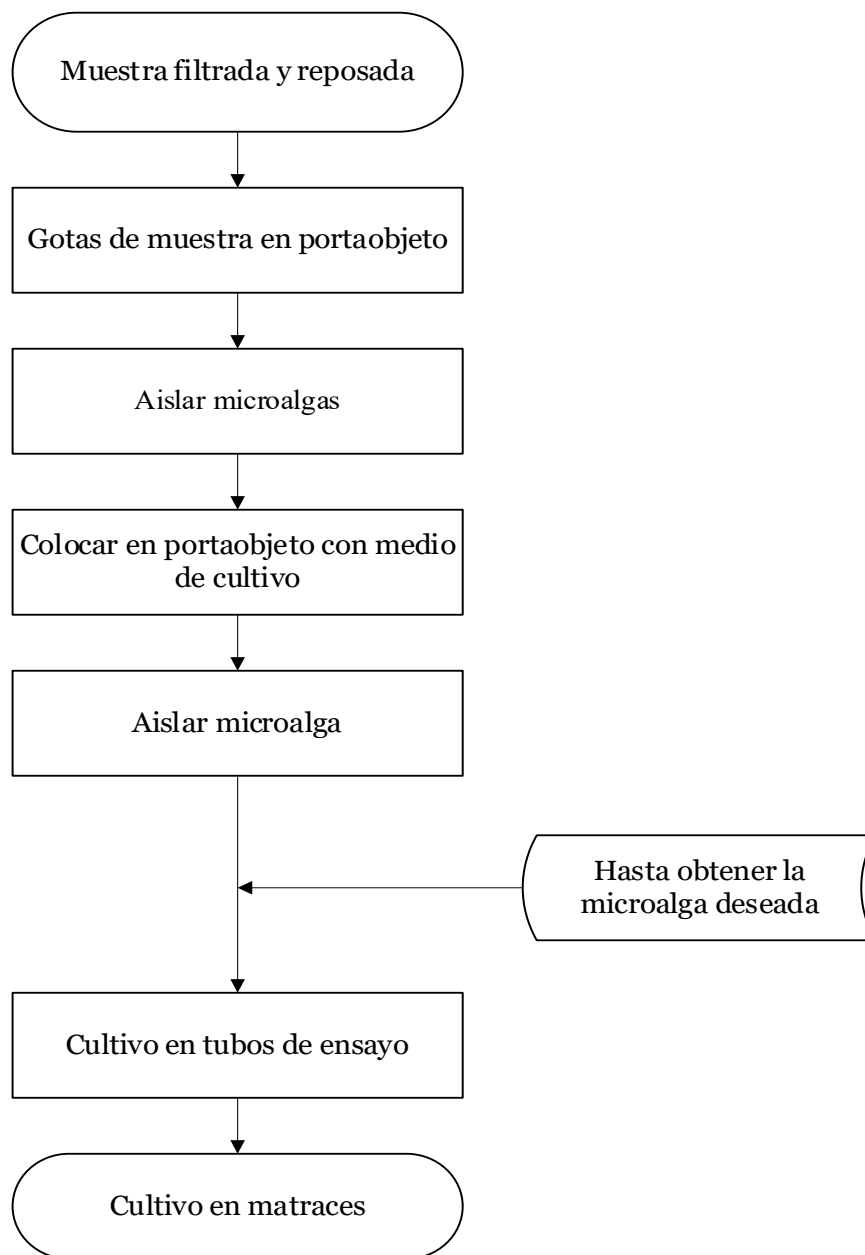 Muestra filtrada y reposada
Gotas de muestra en portaobjeto
Aislar microalgas
Colocar en portaobjeto con medio
de cultivo
Aislar microalga
Hasta obtener la
microalga deseada
Cultivo en tubos de ensayo
Cultivo en matraces